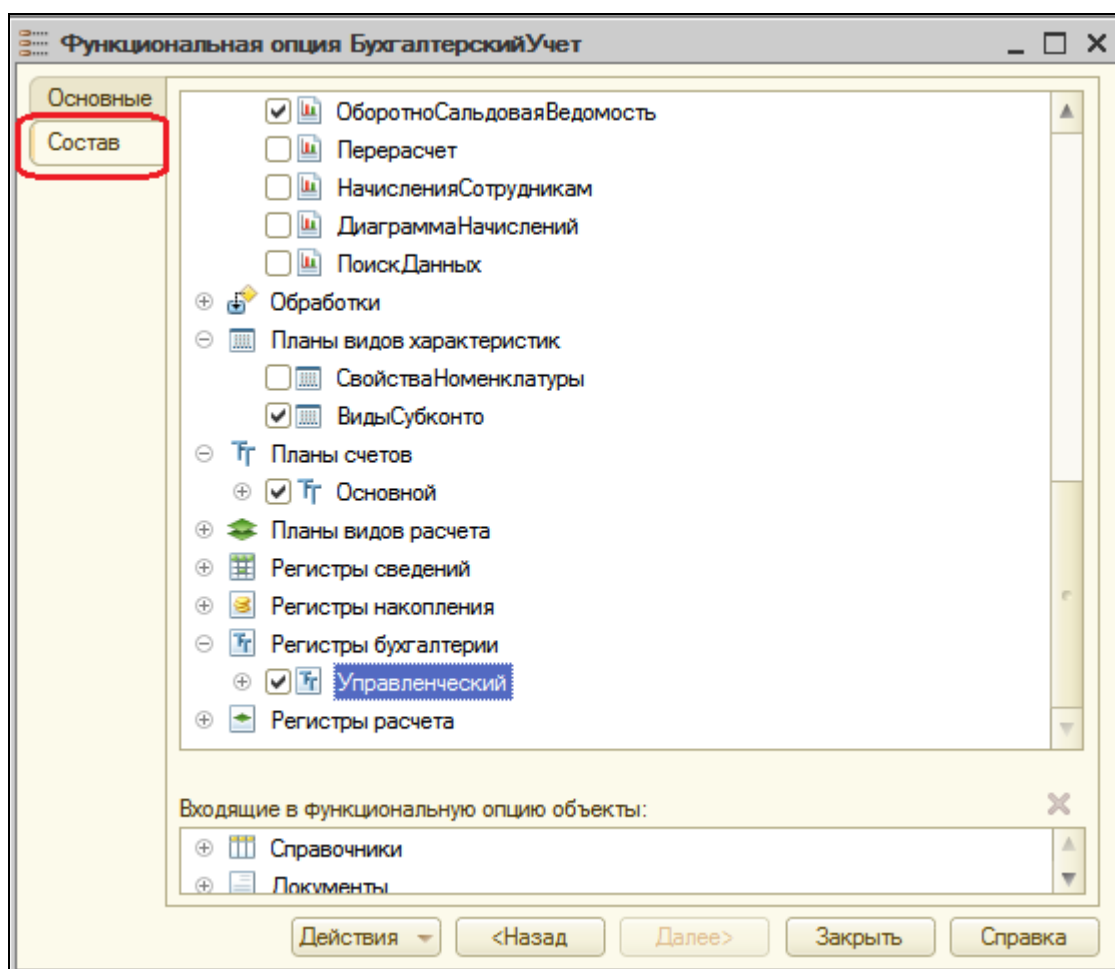 Функциональная опция БухгалтерскийУчет
Основные
Состав
ОборотноСальдоваяВедомость
Перерасчет
НачисленияСотрудникам
ДиаграммаНачислений
ПоискДанных
Обработки
Планы видов характеристик
СвойстваНоменклатуры
ВидыСубконто
Планы счетов
Основной
Планы видов расчета
Регистры сведений
Регистры накопления
Регистры бухгалтерии
Управленческий
Регистры расчета
Входящие в функциональную опцию объекты:
Справочники
Документы
Действия <Назад Далее> Закрыть Справка